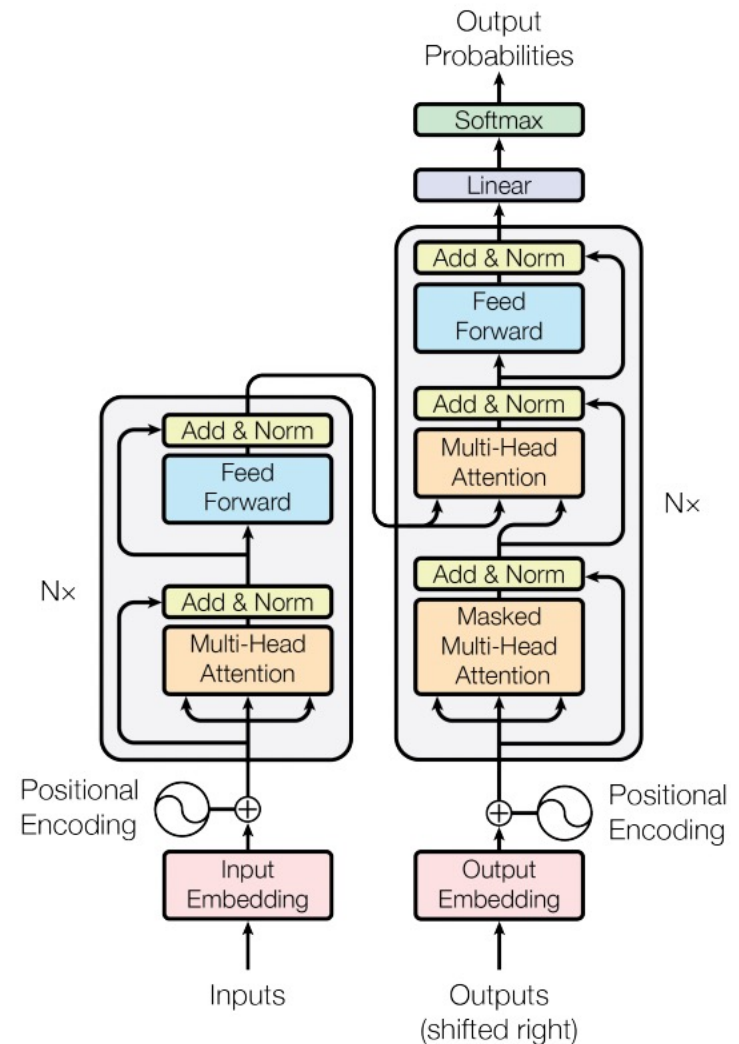 Output
Probabilities
Softmax
Linear
Add & Norm
Feed
Forward
Add & Norm
Multi-Head
Attention
Nx
Add & Norm
Masked
Multi-Head
Attention
Add & Norm
Feed
Forward
Nx
Add & Norm
Multi-Head
Attention
Positional
Encoding
Positional
Encoding
Input
Embedding
Output
Embedding
Inputs
Outputs
(shifted right)